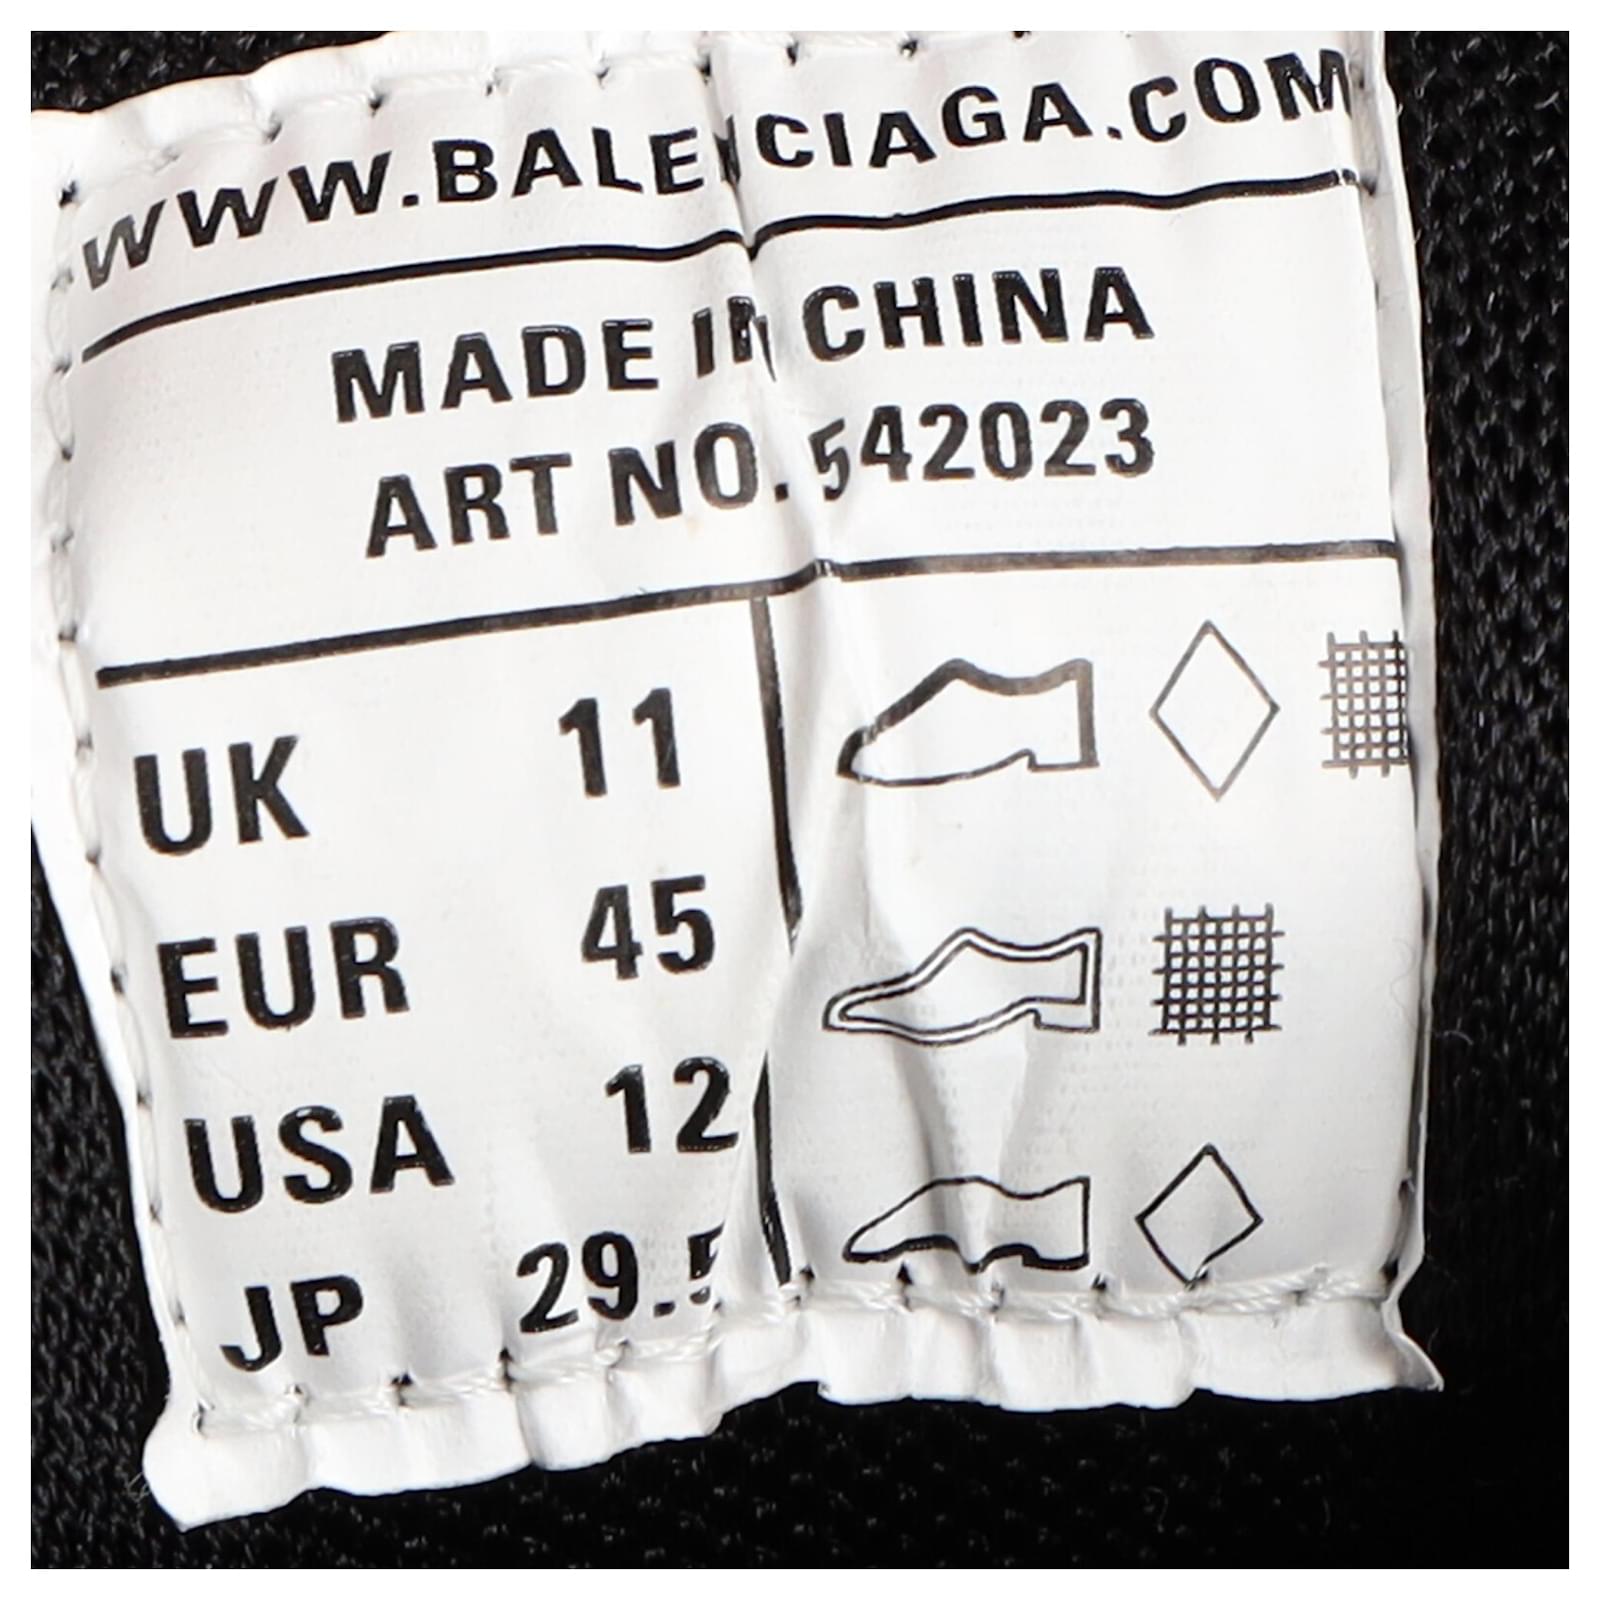 WWW.BALENCIAGA.COM
MADE IN CHINA
ART NO. 542023
UK 11
EUR 45
USA 12
JP 29.5